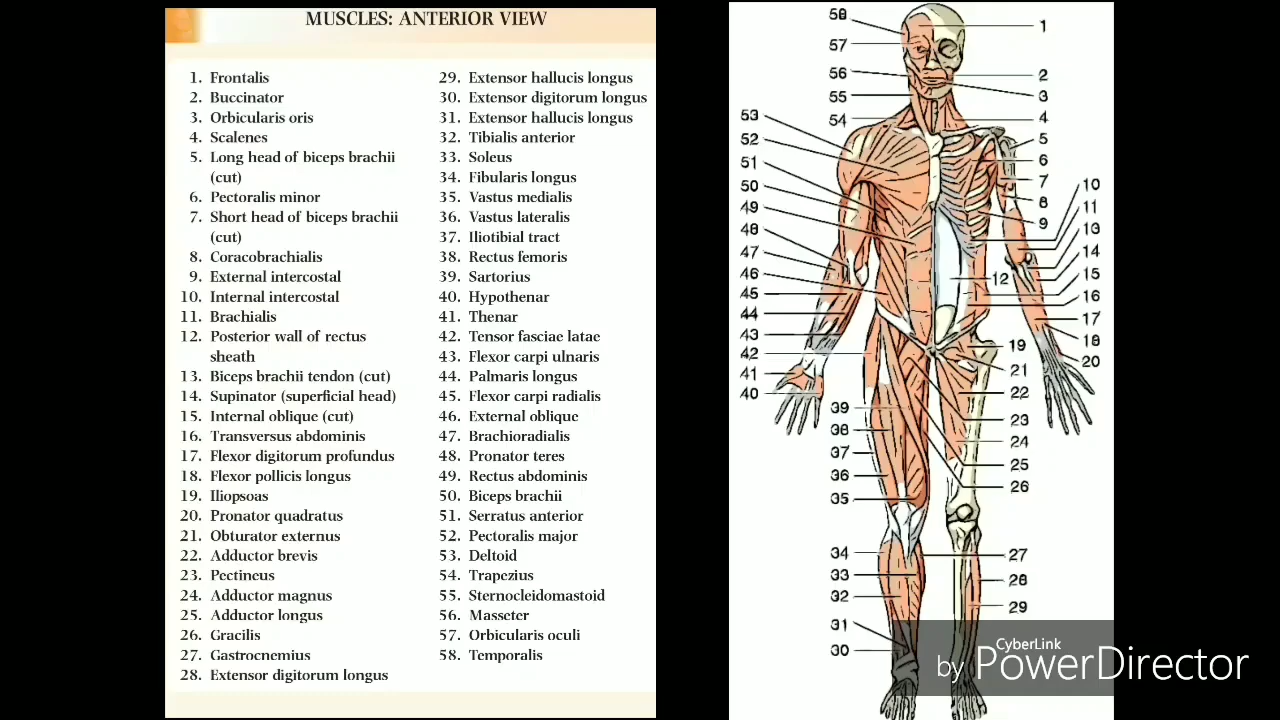 MUSCLES: ANTERIOR VIEW
1. Frontalis
2. Buccinator
3. Orbicularis oris
4. Scalenes
5. Long head of biceps brachii
(cut)
6. Pectoralis minor
7. Short head of biceps brachii
(cut)
8. Coracobrachialis
9. External intercostal
10. Internal intercostal
11. Brachialis
12. Posterior wall of rectus
sheath
13. Biceps brachii tendon (cut)
14. Supinator (superficial head)
15. Internal oblique (cut)
16. Transversus abdominis
17. Flexor digitorum profundus
18. Flexor pollicis longus
19. Iliopsoas
20. Pronator quadratus
21. Obturator externus
22. Adductor brevis
23. Pectineus
24. Adductor magnus
25. Adductor longus
26. Gracilis
27. Gastrocnemius
28. Extensor digitorum longus
29. Extensor hallucis longus
30. Extensor digitorum longus
31. Extensor hallucis longus
32. Tibialis anterior
33. Soleus
34. Fibularis longus
35. Vastus medialis
36. Vastus lateralis
37. Iliotibial tract
38. Rectus femoris
39. Sartorius
40. Hypothenar
41. Thenar
42. Tensor fasciae latae
43. Flexor carpi ulnaris
44. Palmaris longus
45. Flexor carpi radialis
46. External oblique
47. Brachioradialis
48. Pronator teres
49. Rectus abdominis
50. Biceps brachii
51. Serratus anterior
52. Pectoralis major
53. Deltoid
54. Trapezius
55. Sternocleidomastoid
56. Masseter
57. Orbicularis oculi
58. Temporalis
58
57
56
55
54
53
52
51
50
49
48
47
46
45
44
43
42
41
40
39
38
37
36
35
34
33
32
31
30
1
2
3
4
5
6
7
8
9
10
11
13
14
12
15
16
17
18
19
20
21
22
23
24
25
26
27
28
29
by CyberLink PowerDirector